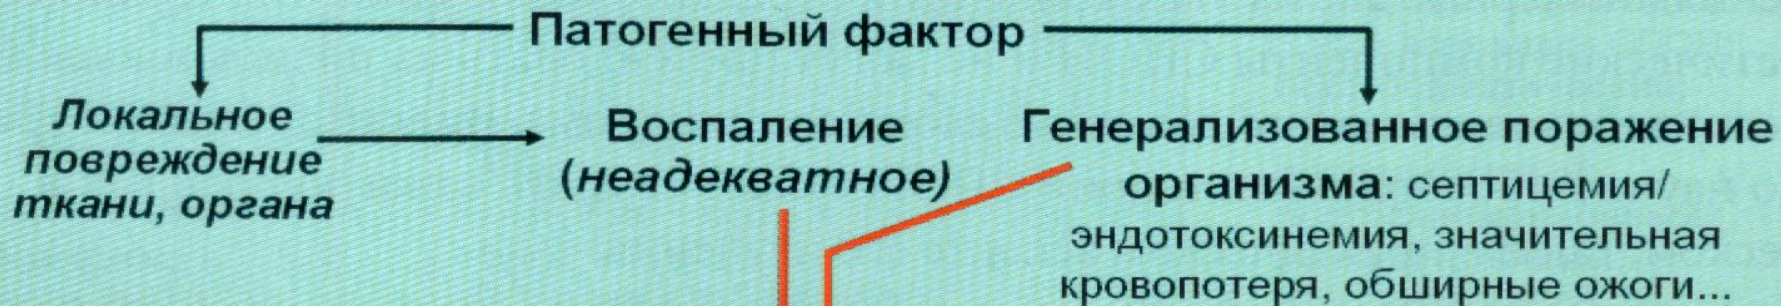 Патогенный фактор
Локальное
повреждение
ткани, органа
Воспаление
(неадекватное)
Генерализованное поражение
организма: септицемия/
эндотоксинемия, значительная
кровопотеря, обширные ожоги...